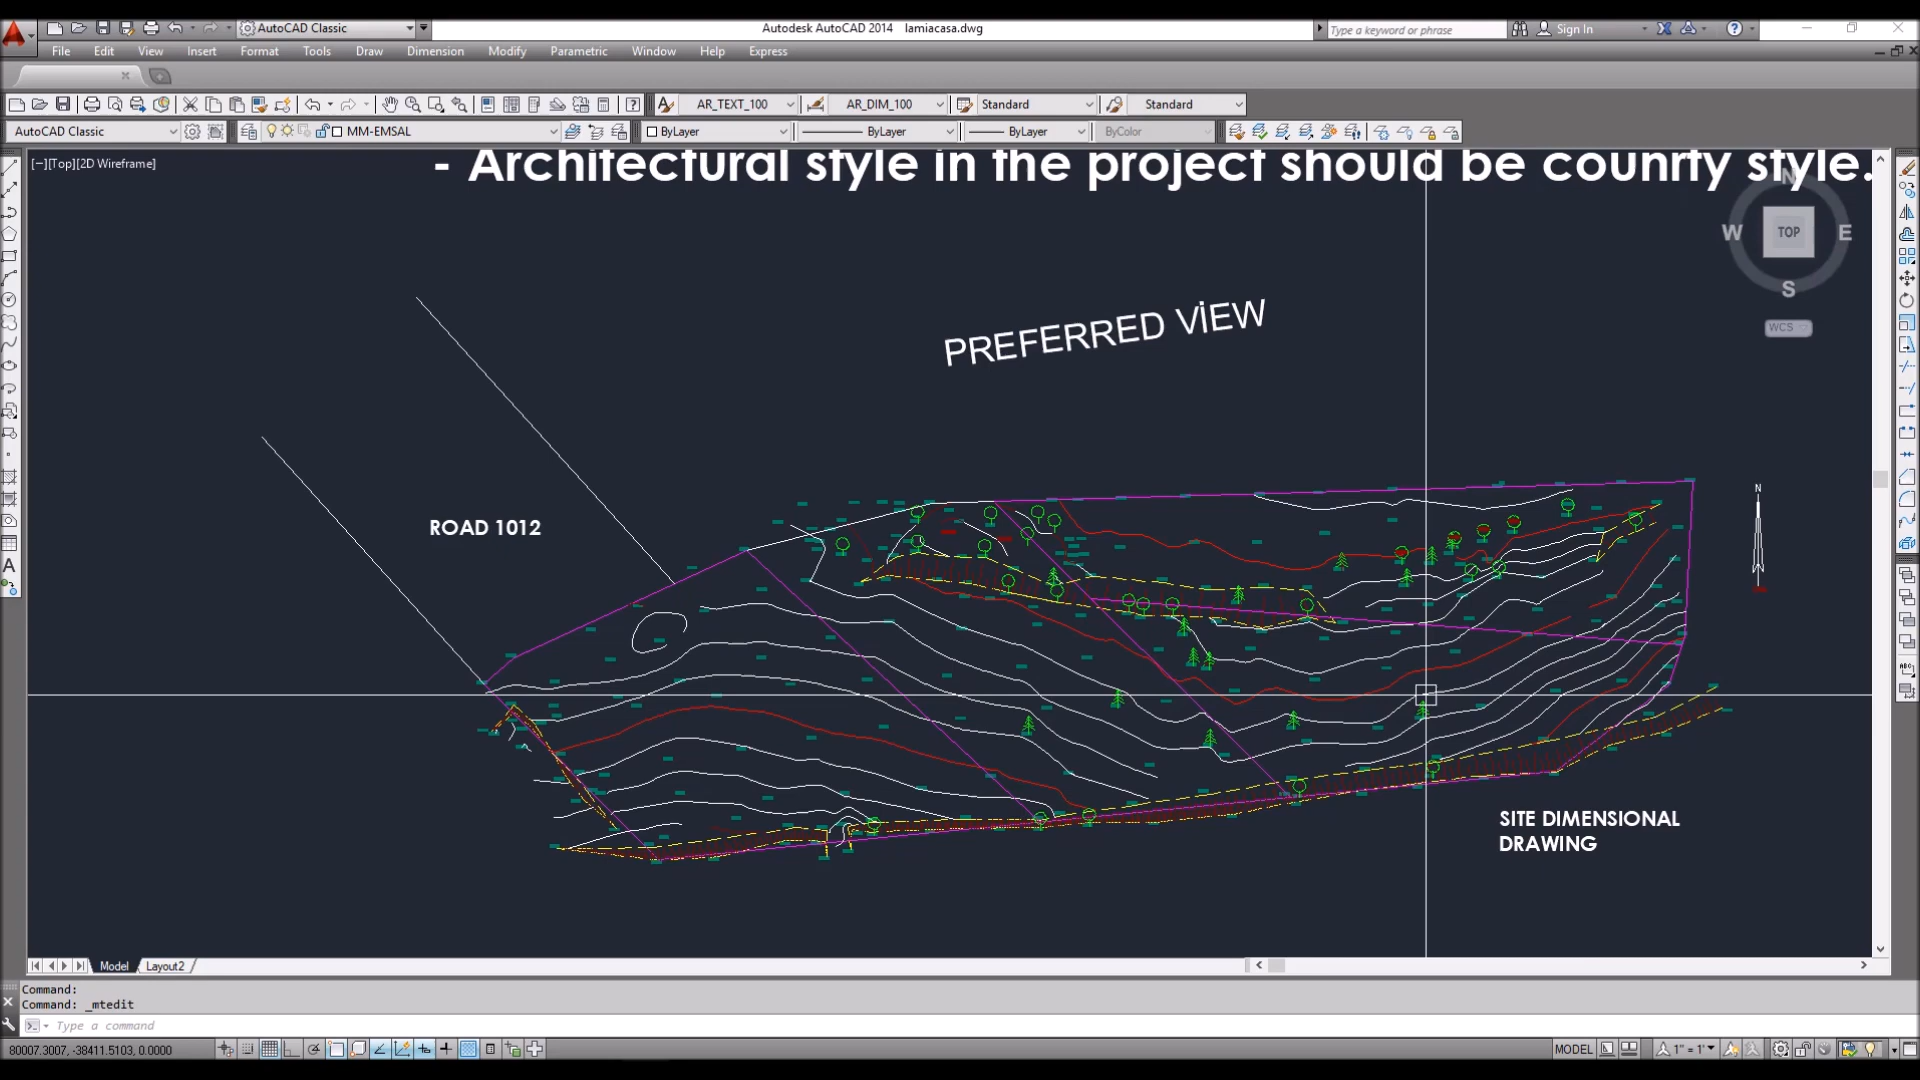 AutoCAD Classic
Autodesk AutoCAD 2014 lamiacasa.dwg
Type a keyword or phrase
Sign In
File Edit View Insert Format Tools Draw Dimension Modify Parametric Window Help Express
AR_TEXT_100 AR_DIM_100 Standard Standard
AutoCAD Classic MM-EMSAL ByLayer ByLayer ByLayer ByColor
[−][Top][2D Wireframe]
- Architectural style in the project should be counrty style.
N
W TOP E
S
WCS
PREFERRED VİEW
ROAD 1012
N
SITE DIMENSIONAL
DRAWING
Model Layout2
Command:
Command: _mtedit
Type a command
80007.3007, -38411.5103, 0.0000
MODEL 1" = 1'